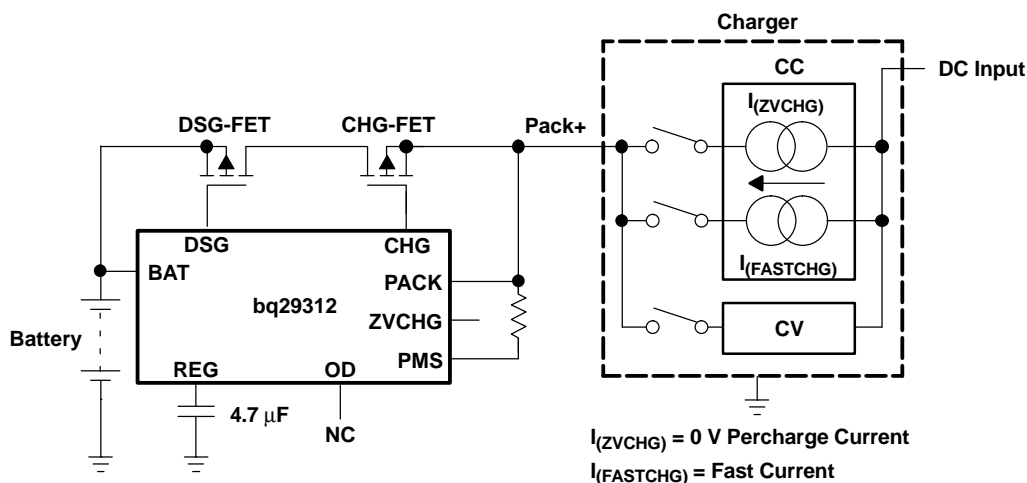 Charger
DC Input
CC
I(ZVCHG)
DSG-FET
CHG-FET
Pack+
DSG
CHG
BAT
PACK
I(FASTCHG)
bq29312
ZVCHG
Battery
CV
PMS
REG
OD
4.7 μF
NC
I(ZVCHG) = 0 V Percharge Current
I(FASTCHG) = Fast Current